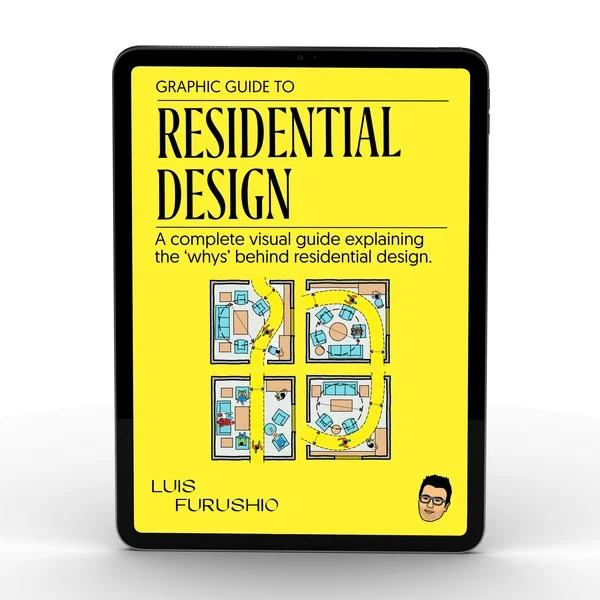 GRAPHIC GUIDE TO
RESIDENTIAL
DESIGN
A complete visual guide explaining
the ‘whys’ behind residential design.
LUIS
FURUSHIO